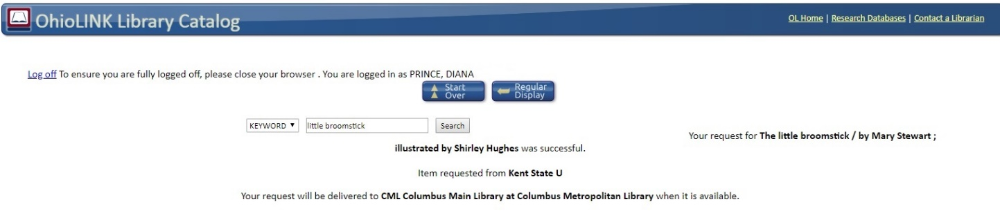 OhioLINK Library Catalog
OL Home | Research Databases | Contact a Librarian
Log off To ensure you are fully logged off, please close your browser . You are logged in as PRINCE, DIANA
Start Over
Regular Display
KEYWORD little broomstick Search
Your request for The little broomstick / by Mary Stewart ;
illustrated by Shirley Hughes was successful.
Item requested from Kent State U
Your request will be delivered to CML Columbus Main Library at Columbus Metropolitan Library when it is available.